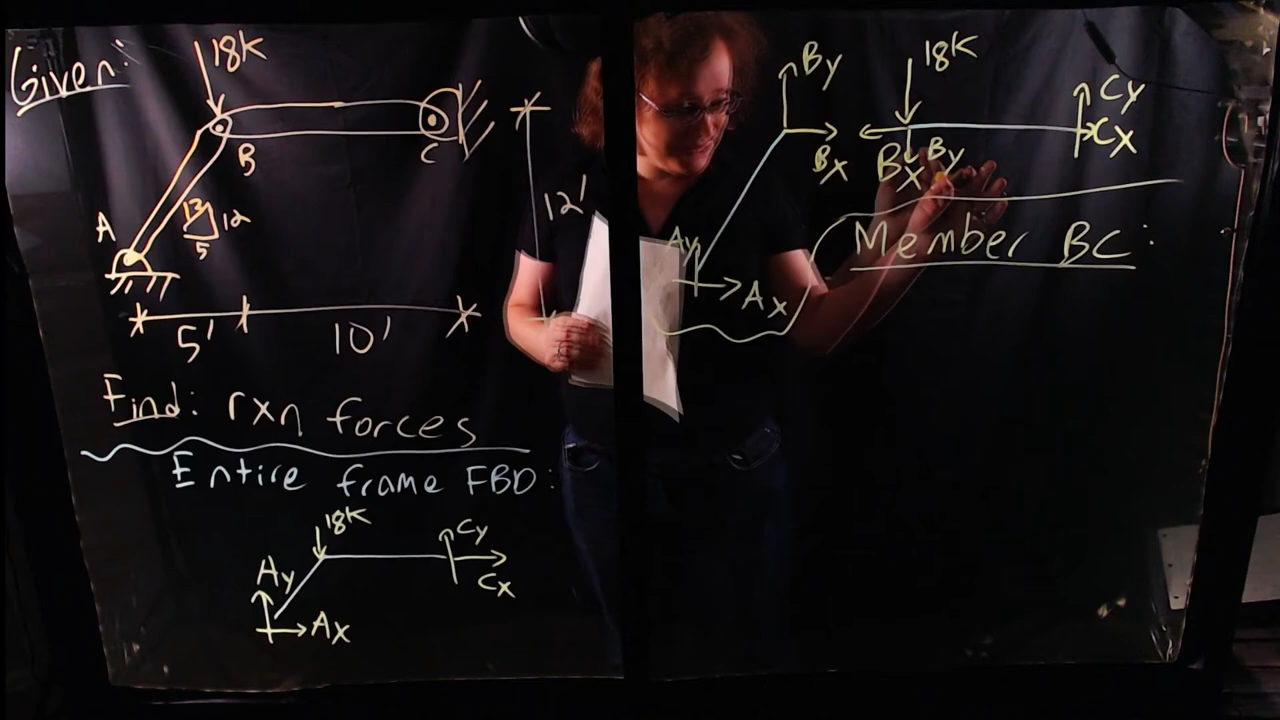 Given:
18K
B
C
A
13
12
5
12'
5'
10'
Find: rxn forces
Entire frame FBD:
18K
Cy
Cx
Ay
Ax
By
Bx
Ay
Ax
18K
Cy
Cx
Bx
By
Member BC: